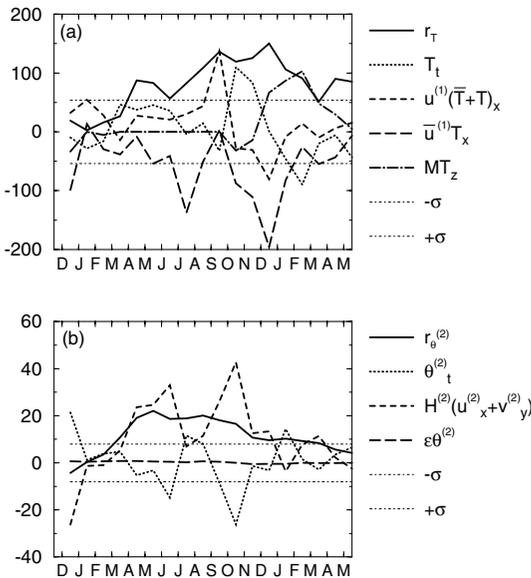 (a)
200
100
0
-100
-200
D J F M A M J J A S O N D J F M A M
r_T
T_t
u^(1)(T̅+T)_x
u̅^(1)T_x
MT_z
-σ
+σ
(b)
60
40
20
0
-20
-40
D J F M A M J J A S O N D J F M A M
r_θ^(2)
θ^(2)_t
H^(2)(u^(2)_x+v^(2)_y)
εθ^(2)
-σ
+σ